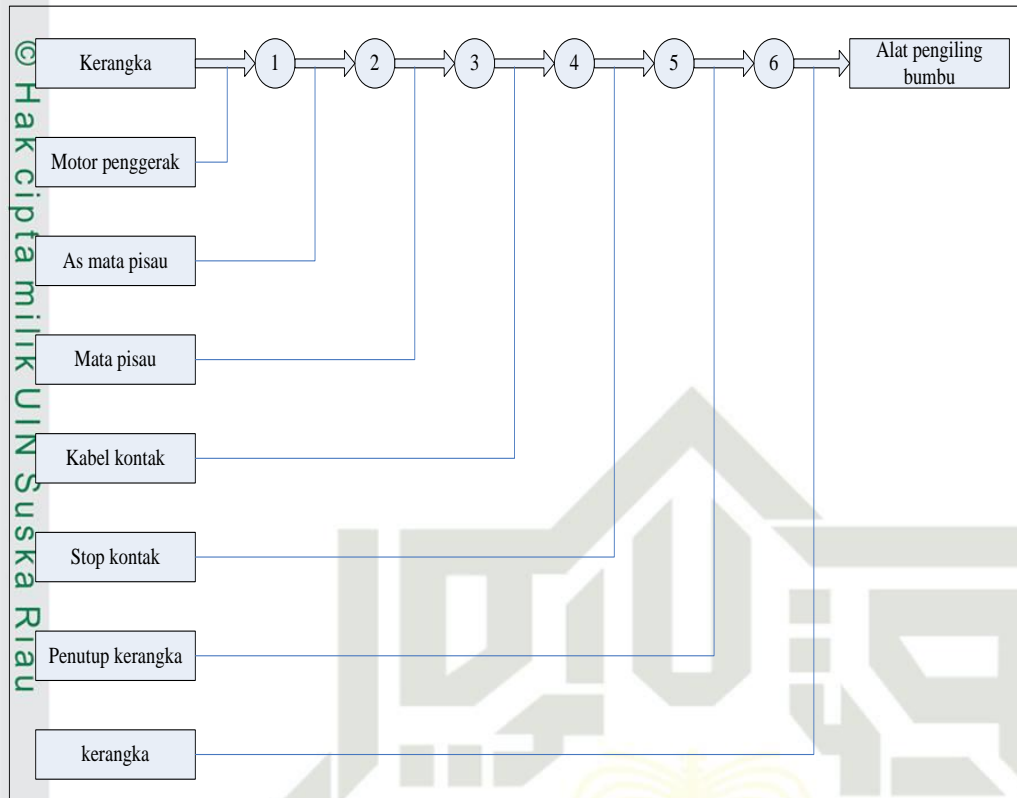 © Hak cipta milik UIN Suska Riau
Kerangka
1
2
3
4
5
6
Alat pengiling
bumbu
Motor penggerak
As mata pisau
Mata pisau
Kabel kontak
Stop kontak
Penutup kerangka
kerangka